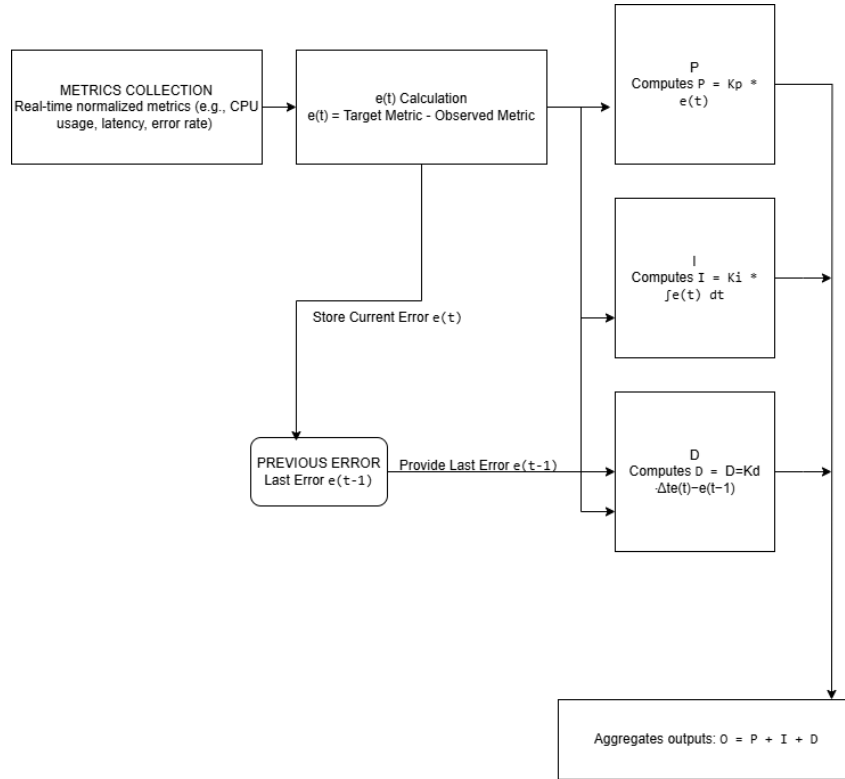 METRICS COLLECTION
Real-time normalized metrics (e.g., CPU
usage, latency, error rate)
e(t) Calculation
e(t) = Target Metric - Observed Metric
P
Computes P = Kp *
e(t)
I
Computes I = Ki *
∫e(t) dt
Store Current Error e(t)
PREVIOUS ERROR
Last Error e(t-1)
Provide Last Error e(t-1)
D
Computes D = D=Kd
·Δte(t)−e(t−1)
Aggregates outputs: O = P + I + D